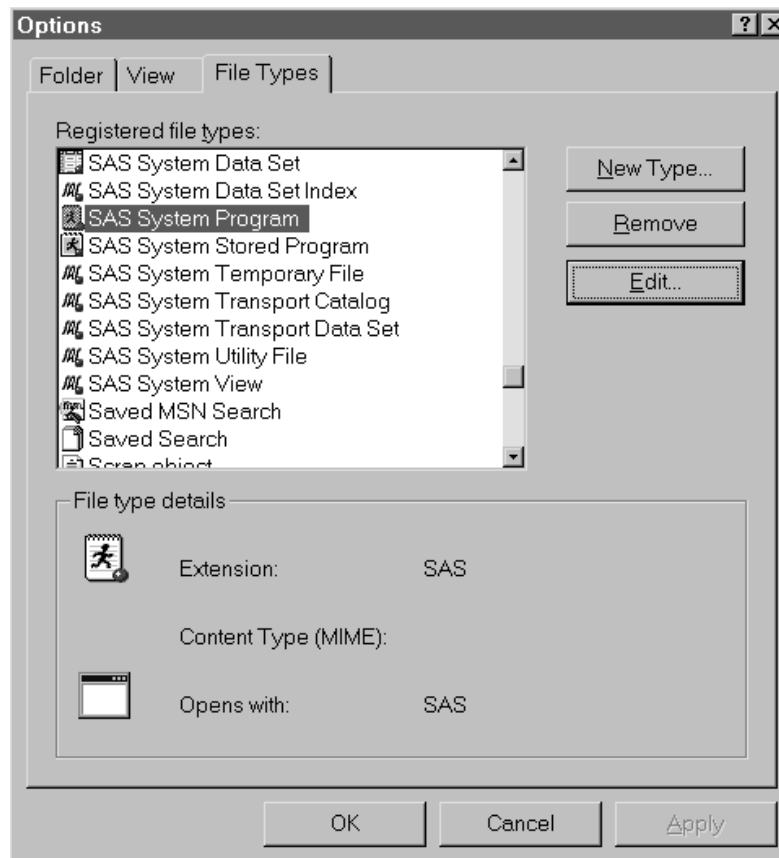 Options
Folder View File Types
Registered file types:
SAS System Data Set
SAS System Data Set Index
SAS System Program
SAS System Stored Program
SAS System Temporary File
SAS System Transport Catalog
SAS System Transport Data Set
SAS System Utility File
SAS System View
Saved MSN Search
Saved Search
Scrap object
New Type...
Remove
Edit...
File type details
Extension: SAS
Content Type (MIME):
Opens with: SAS
OK Cancel Apply